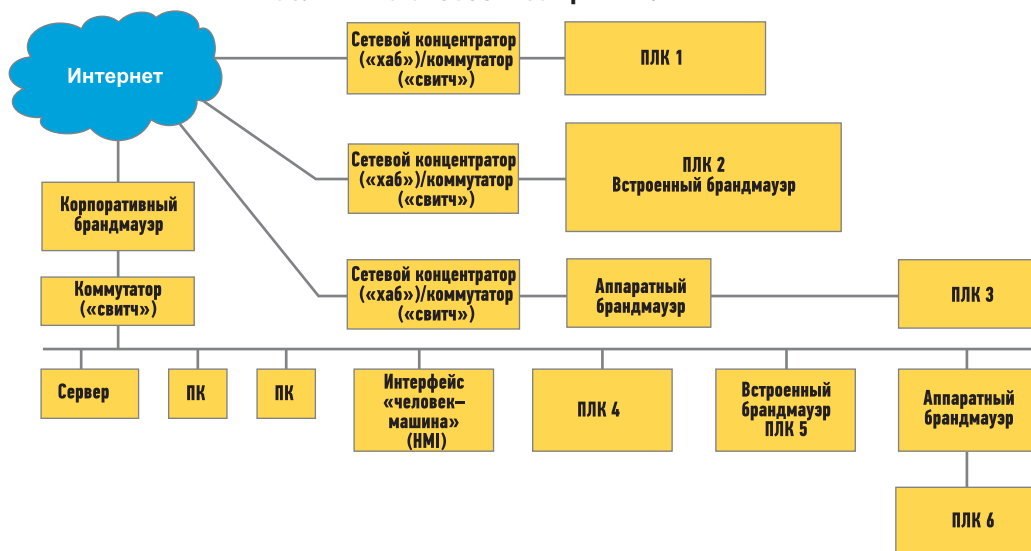 Интернет
Сетевой концентратор
(«хаб»)/коммутатор
(«свитч»)
ПЛК 1
Сетевой концентратор
(«хаб»)/коммутатор
(«свитч»)
ПЛК 2
Встроенный брандмауэр
Корпоративный
брандмауэр
Сетевой концентратор
(«хаб»)/коммутатор
(«свитч»)
Аппаратный
брандмауэр
ПЛК 3
Коммутатор
(«свитч»)
Сервер
ПК
ПК
Интерфейс
«человек–
машина»
(HMI)
ПЛК 4
Встроенный
брандмауэр
ПЛК 5
Аппаратный
брандмауэр
ПЛК 6